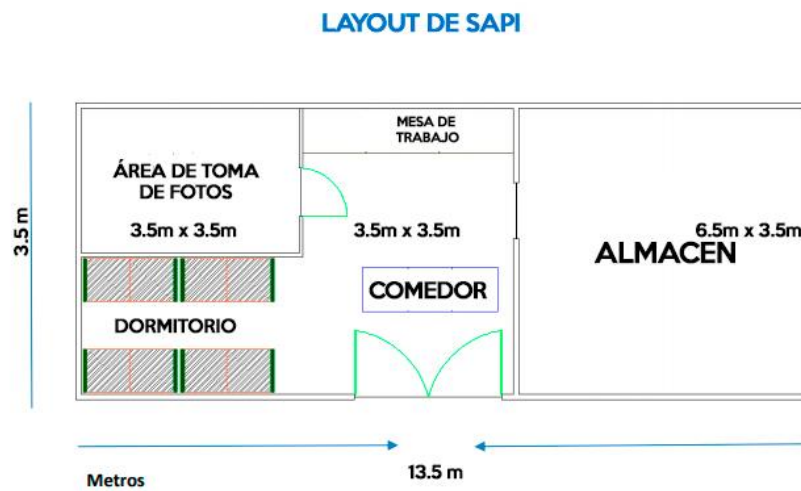 LAYOUT DE SAPI
MESA DE
TRABAJO
ÁREA DE TOMA
DE FOTOS
3.5m x 3.5m
3.5m x 3.5m
6.5m x 3.5m
3.5 m
ALMACEN
COMEDOR
DORMITORIO
13.5 m
Metros